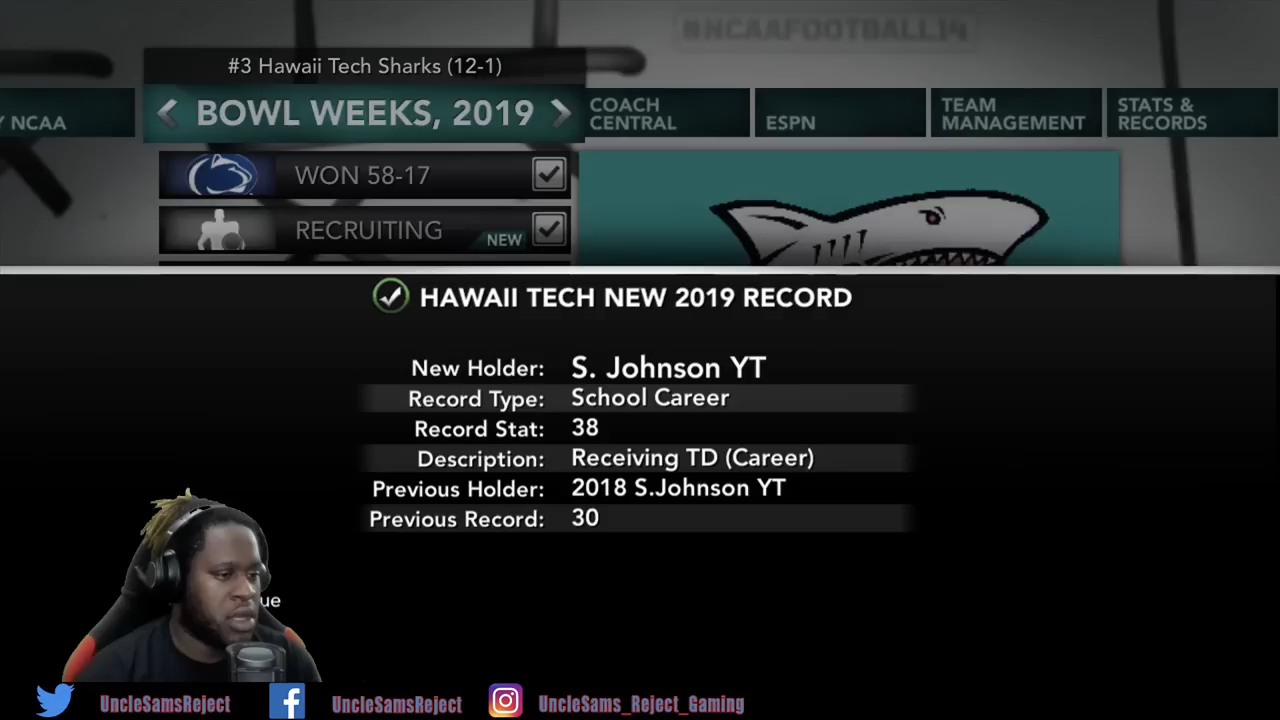 #NCAAFOOTBALL14
#3 Hawaii Tech Sharks (12-1)
Y NCAA
BOWL WEEKS, 2019
COACH CENTRAL
ESPN
TEAM MANAGEMENT
STATS & RECORDS
WON 58-17
RECRUITING
NEW
HAWAII TECH NEW 2019 RECORD
New Holder: S. Johnson YT
Record Type: School Career
Record Stat: 38
Description: Receiving TD (Career)
Previous Holder: 2018 S.Johnson YT
Previous Record: 30
ue
UncleSamsReject
UncleSamsReject
UncleSams_Reject_Gaming